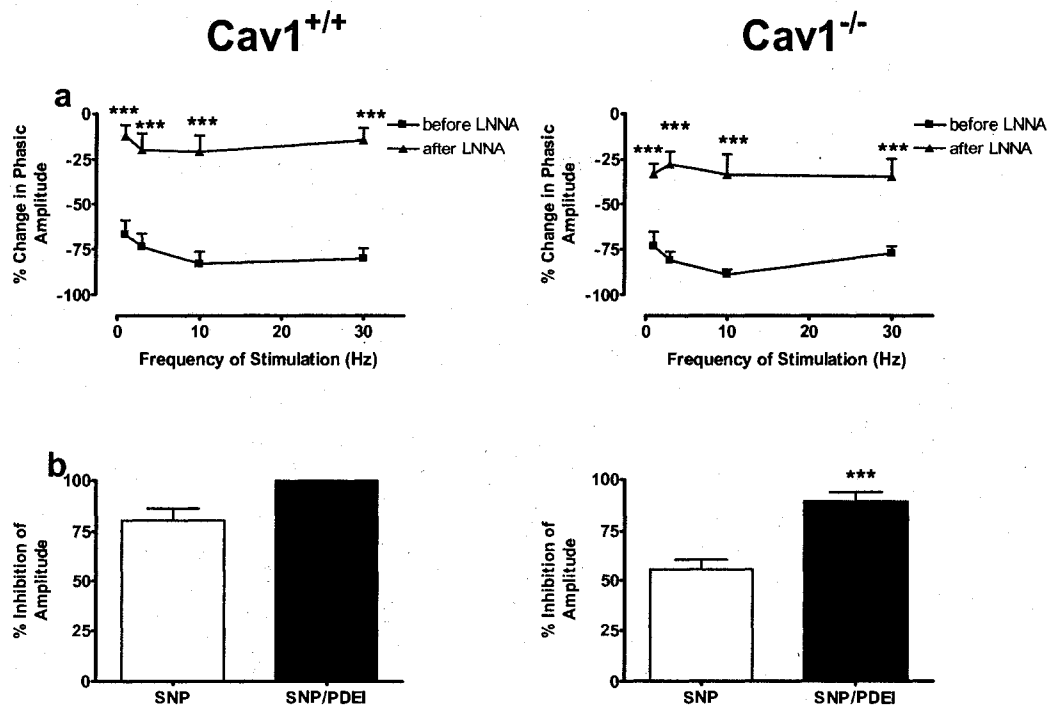 Cav1+/+
Cav1-/-
a
% Change in Phasic
Amplitude
0
-25
-50
-75
-100
***
***
***
***
before LNNA
after LNNA
0
10
20
30
Frequency of Stimulation (Hz)
% Change in Phasic
Amplitude
0
-25
-50
-75
-100
***
***
***
***
before LNNA
after LNNA
0
10
20
30
Frequency of Stimulation (Hz)
b
% Inhibition of
Amplitude
100
75
50
25
0
SNP
SNP/PDEI
% Inhibition of
Amplitude
100
75
50
25
0
***
SNP
SNP/PDEI